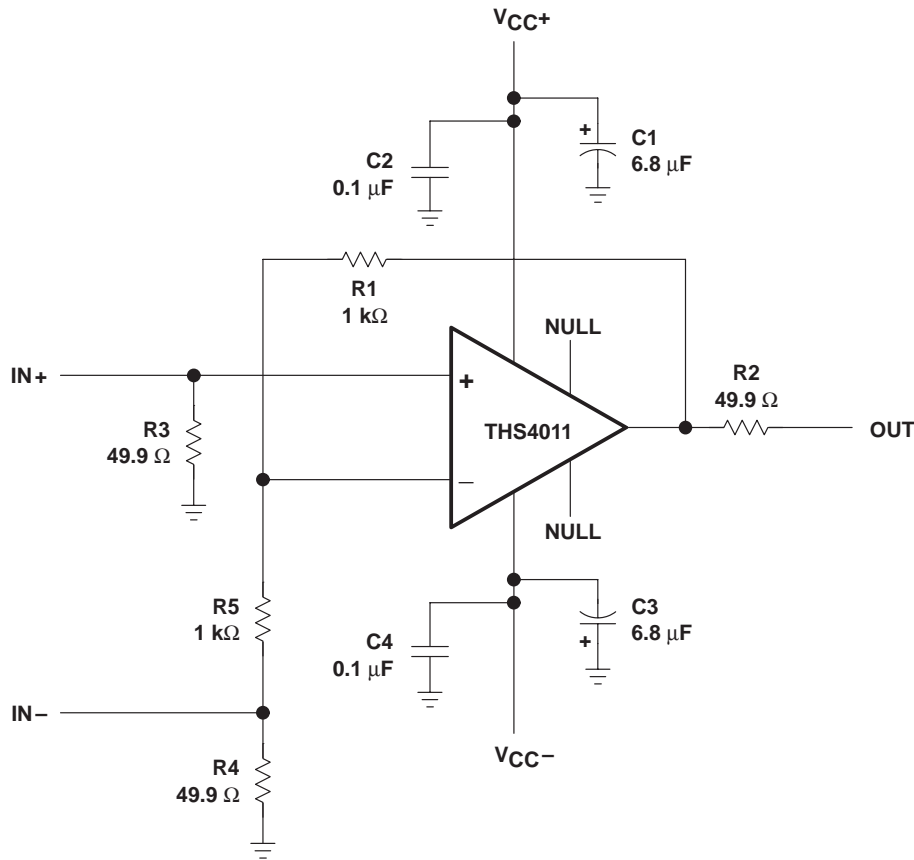 VCC+
C2
0.1 μF
+
C1
6.8 μF
R1
1 kΩ
NULL
IN+
R3
49.9 Ω
+
THS4011
−
R2
49.9 Ω
OUT
NULL
R5
1 kΩ
C4
0.1 μF
C3
6.8 μF
+
IN−
VCC−
R4
49.9 Ω